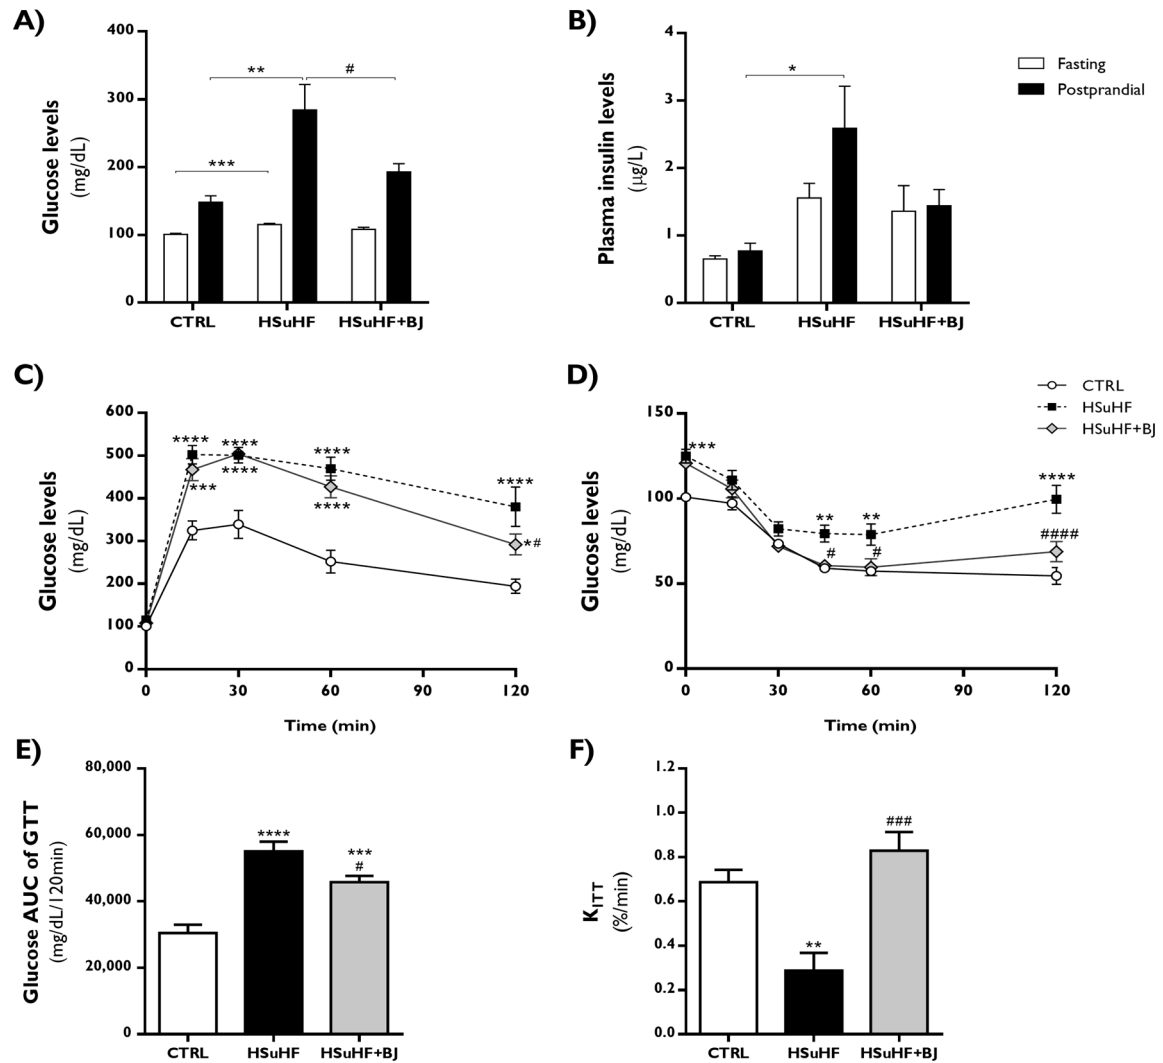 A)
Glucose levels
(mg/dL)
400
300
200
100
0
***
**
#
CTRL
HSuHF
HSuHF+BJ
B)
Plasma insulin levels
(μg/L)
4
3
2
1
0
*
CTRL
HSuHF
HSuHF+BJ
Fasting
Postprandial
C)
Glucose levels
(mg/dL)
600
500
400
300
200
100
0
****
****
****
****
***
****
****
*#
0
30
60
90
120
Time (min)
D)
Glucose levels
(mg/dL)
150
100
50
0
***
**
**
****
#
#
####
0
30
60
90
120
Time (min)
CTRL
HSuHF
HSuHF+BJ
E)
Glucose AUC of GTT
(mg/dL/120min)
80,000
60,000
40,000
20,000
0
****
***
#
CTRL
HSuHF
HSuHF+BJ
F)
KITT
(%/min)
1.2
1.0
0.8
0.6
0.4
0.2
0.0
**
###
CTRL
HSuHF
HSuHF+BJ